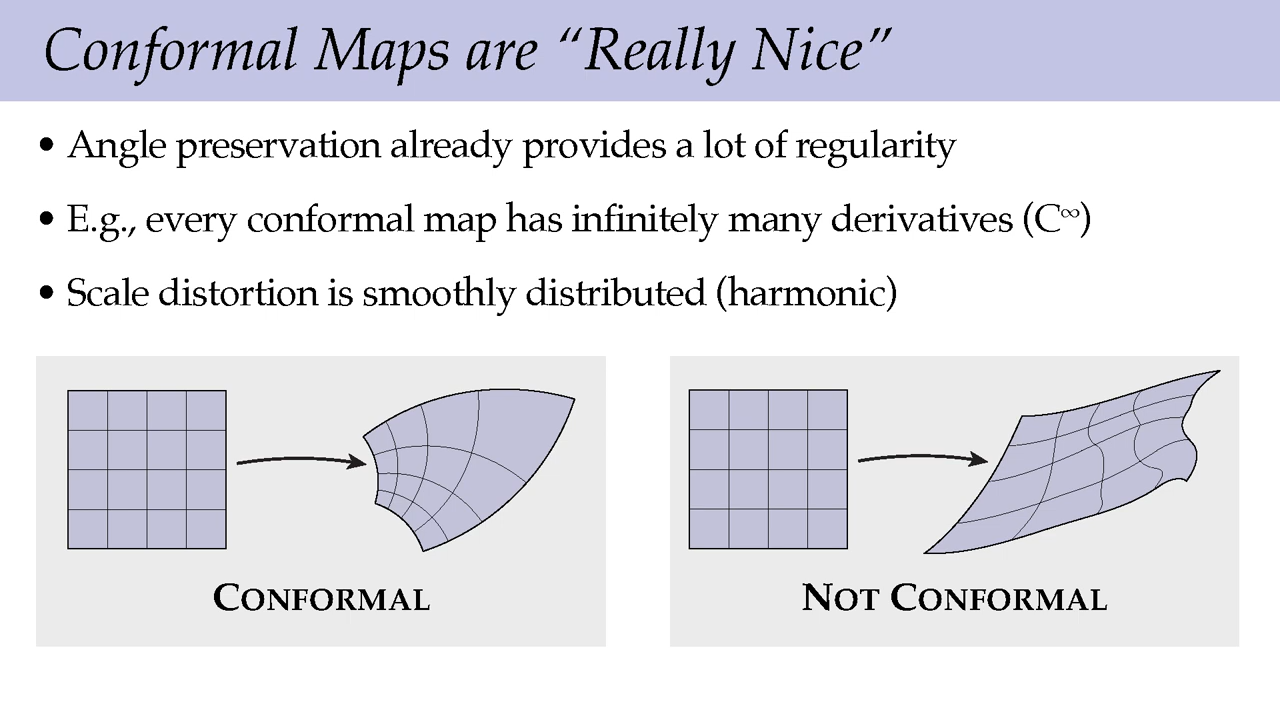 Conformal Maps are “Really Nice”
• Angle preservation already provides a lot of regularity
• E.g., every conformal map has infinitely many derivatives (C∞)
• Scale distortion is smoothly distributed (harmonic)
CONFORMAL
NOT CONFORMAL